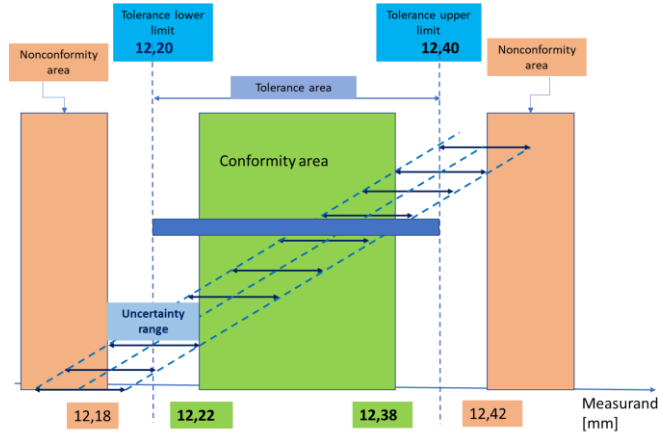 Tolerance lower
limit
12,20
Tolerance upper
limit
12,40
Nonconformity
area
Nonconformity
area
Tolerance area
Conformity area
Uncertainty
range
12,18
12,22
12,38
12,42
Measurand
[mm]